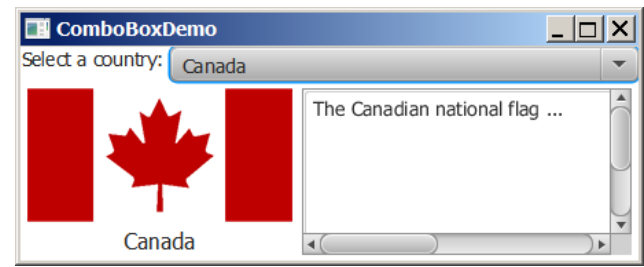 ComboBoxDemo
Select a country: Canada
The Canadian national flag ...
Canada